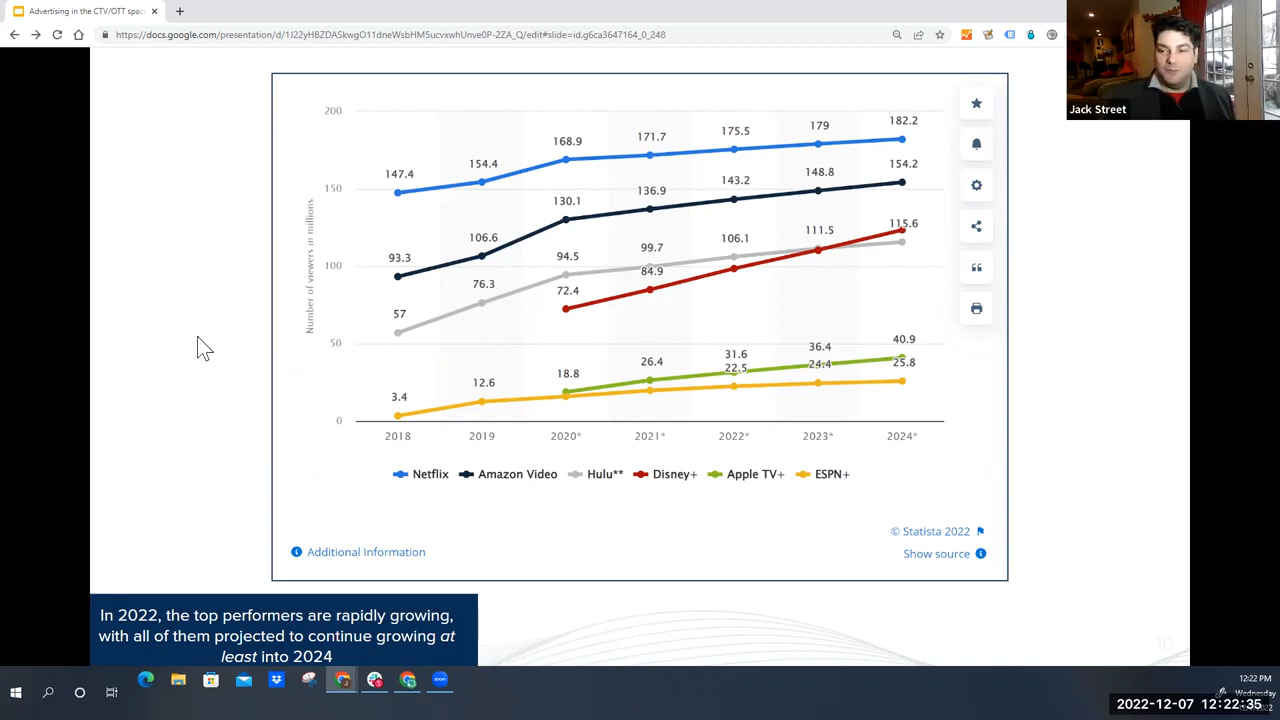 Advertising in the CTV/OTT spac
https://docs.google.com/presentation/d/1J22yHBZDASkwgO11dneWsbHM5ucvxwhUnvCP-2ZA_Q/edit#slide=id.g6ca3647164_0_248
Jack Street
Number of viewers in millions
200
150
100
50
0
147.4 154.4 168.9 171.7 175.5 179 182.2
93.3 106.6 130.1 136.9 143.2 148.8 154.2
57 76.3 94.5 99.7 106.1 111.5 115.6
72.4 84.9
18.8 26.4 31.6 36.4 40.9
3.4 12.6 22.5 24.4 25.8
2018 2019 2020* 2021* 2022* 2023* 2024*
Netflix Amazon Video Hulu** Disney+ Apple TV+ ESPN+
© Statista 2022
Additional Information
Show source
In 2022, the top performers are rapidly growing,
with all of them projected to continue growing at
least into 2024
10
12:22 PM
Wednesday
2022-12-07 12:22:35